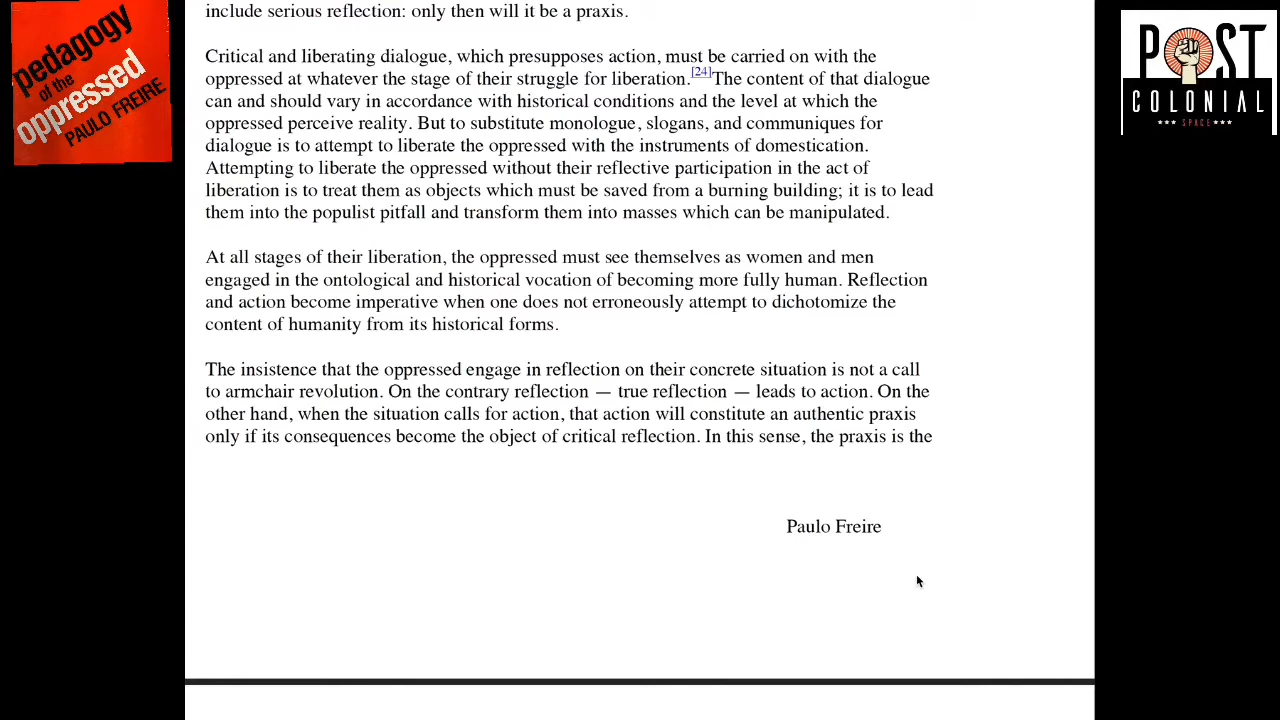 pedagogy
of the
oppressed
PAULO FREIRE
include serious reflection: only then will it be a praxis.
Critical and liberating dialogue, which presupposes action, must be carried on with the
oppressed at whatever the stage of their struggle for liberation.[24]The content of that dialogue
can and should vary in accordance with historical conditions and the level at which the
oppressed perceive reality. But to substitute monologue, slogans, and communiques for
dialogue is to attempt to liberate the oppressed with the instruments of domestication.
Attempting to liberate the oppressed without their reflective participation in the act of
liberation is to treat them as objects which must be saved from a burning building; it is to lead
them into the populist pitfall and transform them into masses which can be manipulated.
At all stages of their liberation, the oppressed must see themselves as women and men
engaged in the ontological and historical vocation of becoming more fully human. Reflection
and action become imperative when one does not erroneously attempt to dichotomize the
content of humanity from its historical forms.
The insistence that the oppressed engage in reflection on their concrete situation is not a call
to armchair revolution. On the contrary reflection — true reflection — leads to action. On the
other hand, when the situation calls for action, that action will constitute an authentic praxis
only if its consequences become the object of critical reflection. In this sense, the praxis is the
Paulo Freire
POST
COLONIAL
SPACE